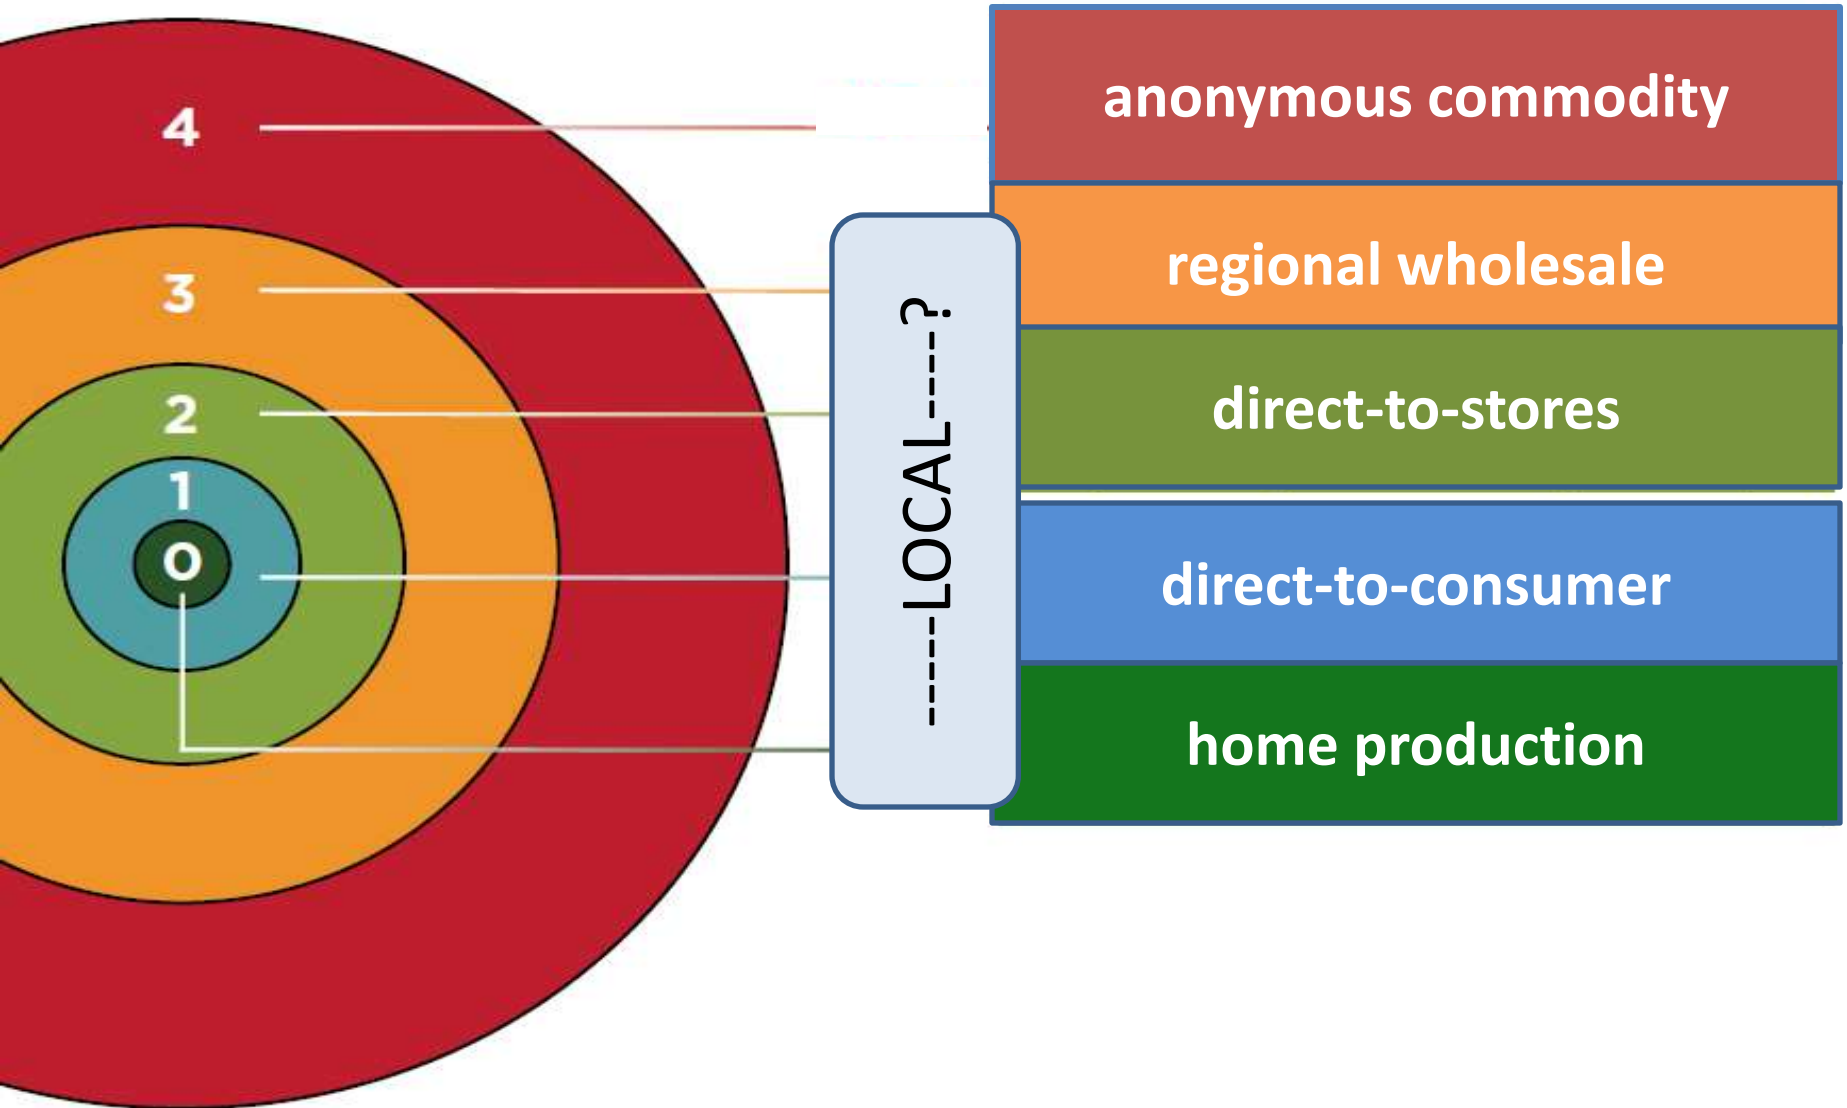 4
3
2
1
0
------LOCAL-----?
anonymous commodity
regional wholesale
direct-to-stores
direct-to-consumer
home production